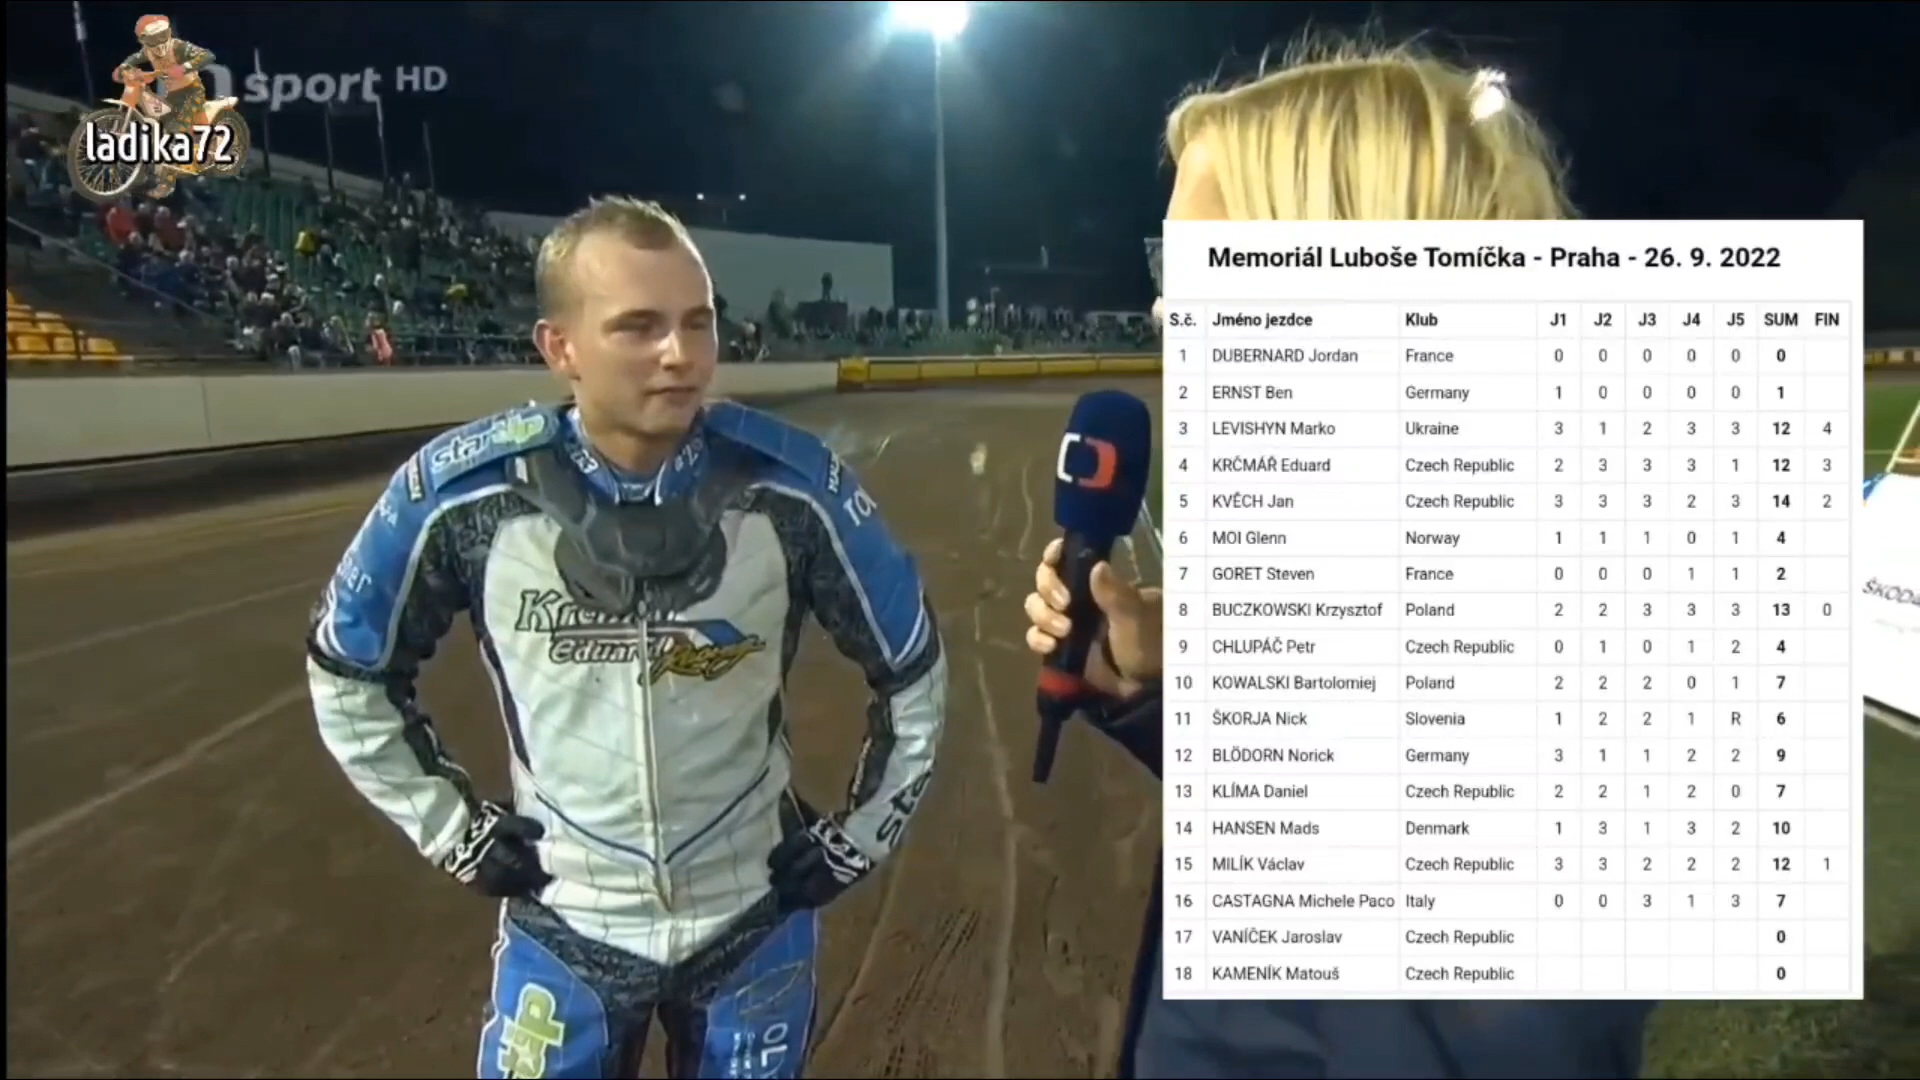 sport HD
ladika72
Memoriál Luboše Tomíčka - Praha - 26. 9. 2022
S.č. Jméno jezdce Klub J1 J2 J3 J4 J5 SUM FIN
1 DUBERNARD Jordan France 0 0 0 0 0 0
2 ERNST Ben Germany 1 0 0 0 0 1
3 LEVISHYN Marko Ukraine 3 1 2 3 3 12 4
4 KRČMÁŘ Eduard Czech Republic 2 3 3 3 1 12 3
5 KVĚCH Jan Czech Republic 3 3 3 2 3 14 2
6 MOI Glenn Norway 1 1 1 0 1 4
7 GORET Steven France 0 0 0 1 1 2
8 BUCZKOWSKI Krzysztof Poland 2 2 3 3 3 13 0
9 CHLUPÁČ Petr Czech Republic 0 1 0 1 2 4
10 KOWALSKI Bartolomiej Poland 2 2 2 0 1 7
11 ŠKORJA Nick Slovenia 1 2 2 1 R 6
12 BLÖDORN Norick Germany 3 1 1 2 2 9
13 KLÍMA Daniel Czech Republic 2 2 1 2 0 7
14 HANSEN Mads Denmark 1 3 1 3 2 10
15 MILÍK Václav Czech Republic 3 3 2 2 2 12 1
16 CASTAGNA Michele Paco Italy 0 0 3 1 3 7
17 VANÍČEK Jaroslav Czech Republic 0
18 KAMENÍK Matouš Czech Republic 0
Eduard
Racing